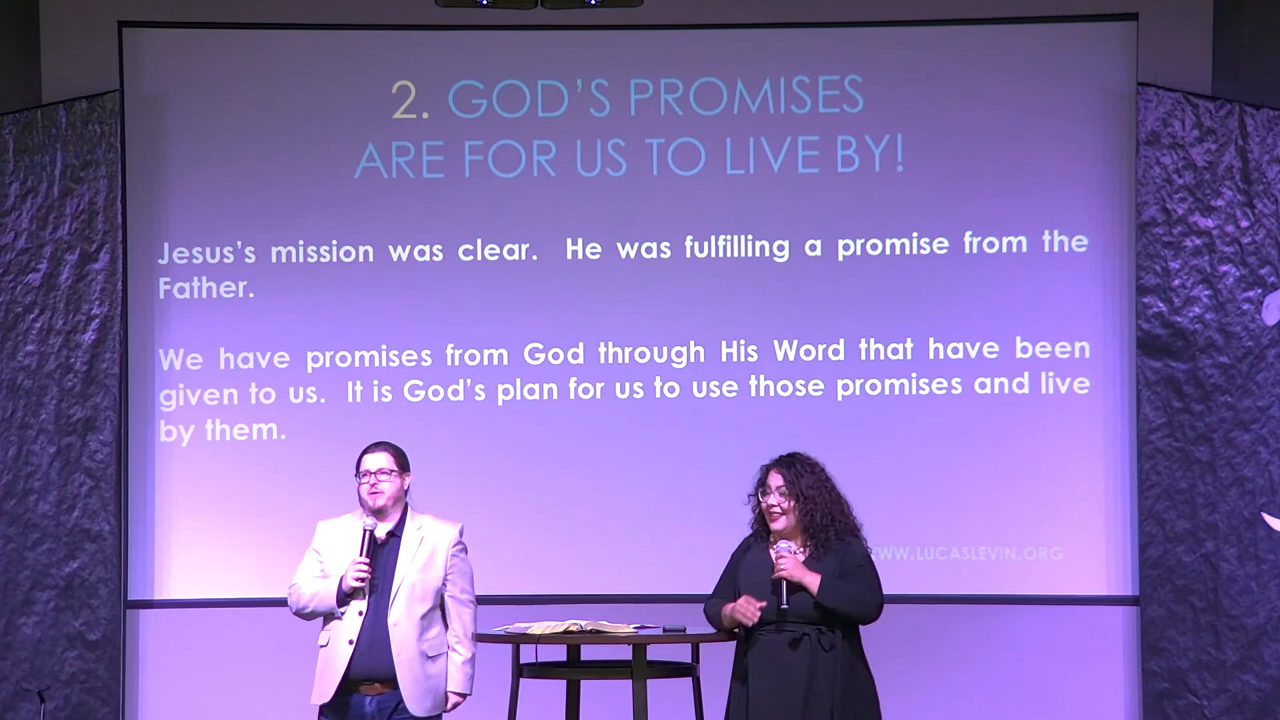 2. GOD'S PROMISES
ARE FOR US TO LIVE BY!
Jesus's mission was clear. He was fulfilling a promise from the
Father.
We have promises from God through His Word that have been
given to us. It is God's plan for us to use those promises and live
by them.
WWW.LUCASLEVIN.ORG